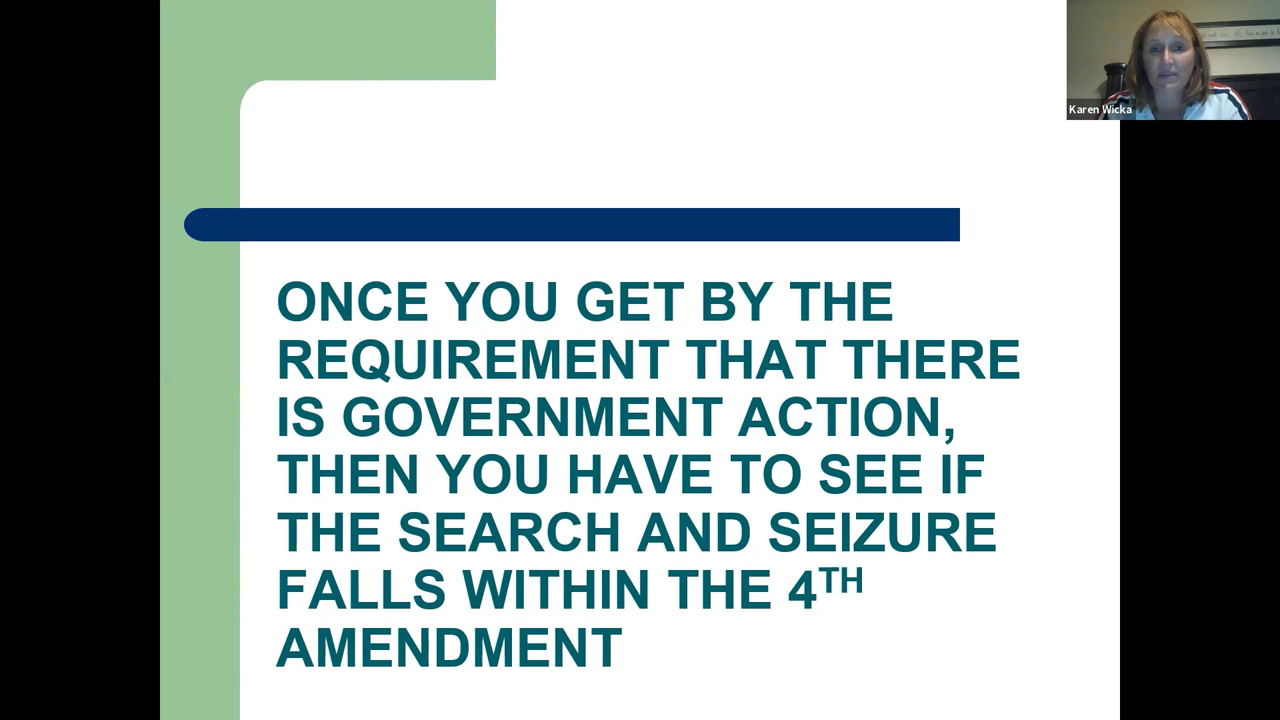 Karen Wicka
ONCE YOU GET BY THE
REQUIREMENT THAT THERE
IS GOVERNMENT ACTION,
THEN YOU HAVE TO SEE IF
THE SEARCH AND SEIZURE
FALLS WITHIN THE 4TH
AMENDMENT